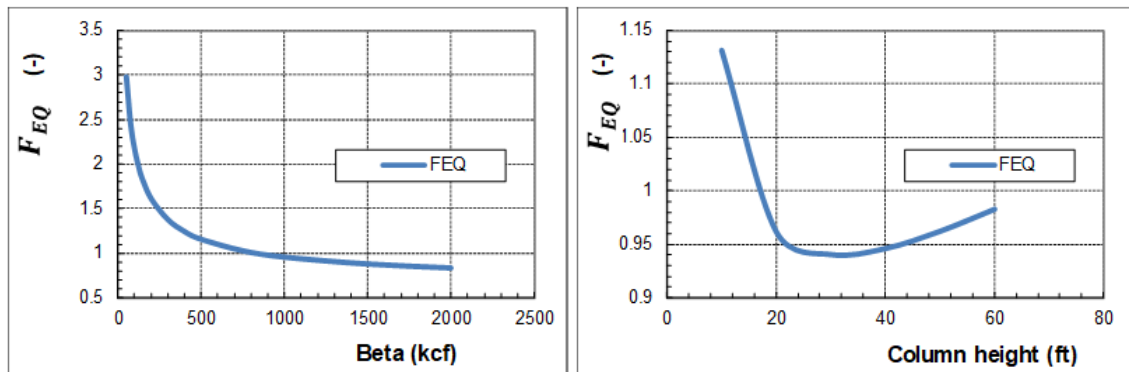 F_EQ (-)
3.5
3
2.5
2
1.5
1
0.5
FEQ
0 500 1000 1500 2000 2500
Beta (kcf)
F_EQ (-)
1.15
1.1
1.05
1
0.95
0.9
FEQ
0 20 40 60 80
Column height (ft)